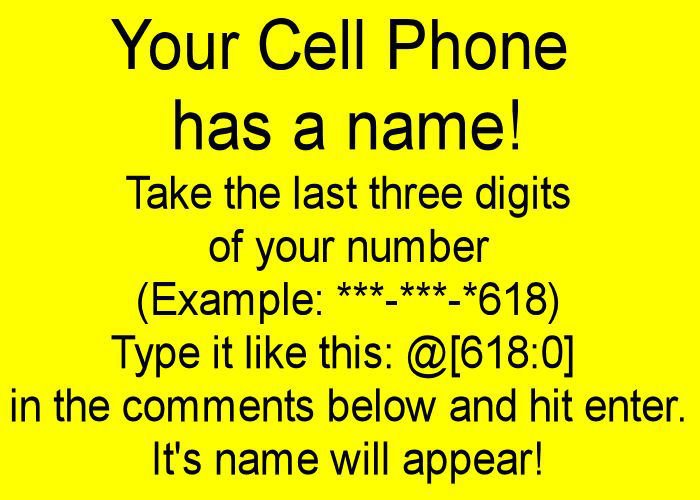 Your Cell Phone
has a name!
Take the last three digits
of your number
(Example: ***-***-*618)
Type it like this: @[618:0]
in the comments below and hit enter.
It's name will appear!